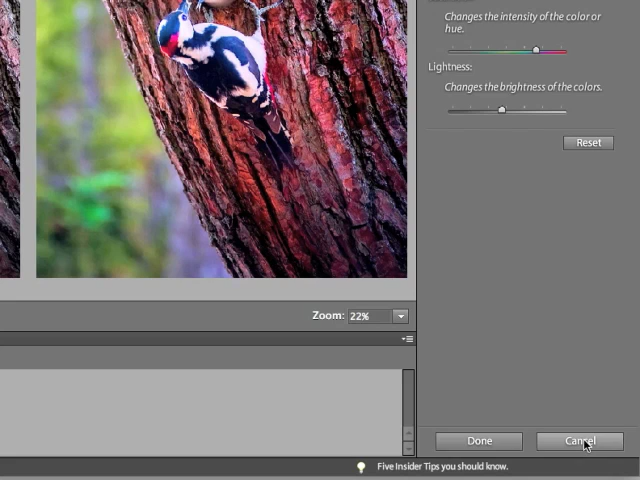 Changes the intensity of the color or
hue.
Lightness:
Changes the brightness of the colors.
Reset
Zoom: 22%
Done
Cancel
Five Insider Tips you should know.